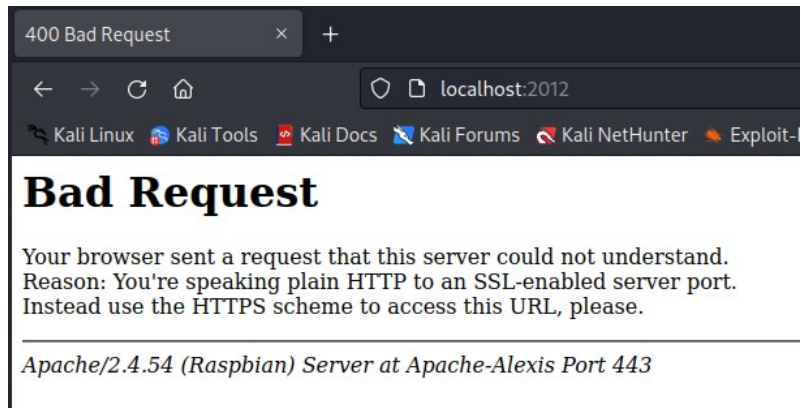 400 Bad Request
localhost:2012
Kali Linux Kali Tools Kali Docs Kali Forums Kali NetHunter
Bad Request
Your browser sent a request that this server could not understand.
Reason: You're speaking plain HTTP to an SSL-enabled server port.
Instead use the HTTPS scheme to access this URL, please.
Apache/2.4.54 (Raspbian) Server at Apache-Alexis Port 443